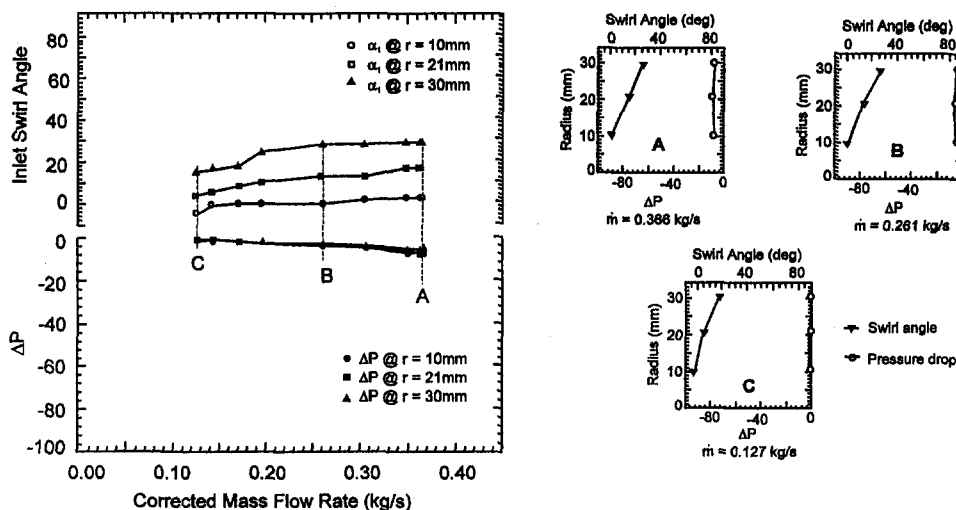 80
60
40
20
0
Inlet Swirl Angle
α₁ @ r = 10mm
α₁ @ r = 21mm
α₁ @ r = 30mm
0
-20
-40
-60
-80
-100
ΔP
C
B
A
ΔP @ r = 10mm
ΔP @ r = 21mm
ΔP @ r = 30mm
0.00 0.10 0.20 0.30 0.40
Corrected Mass Flow Rate (kg/s)
Swirl Angle (deg)
0 40 80
30
20
10
0
Radius (mm)
A
-80 -40 0
ΔP
ṁ = 0.366 kg/s
Swirl Angle (deg)
0 40 80
30
20
10
0
Radius (mm)
B
-80 -40
ΔP
ṁ = 0.261 kg/s
Swirl Angle (deg)
0 40 80
30
20
10
0
Radius (mm)
C
-80 -40 0
ΔP
ṁ = 0.127 kg/s
Swirl angle
Pressure drop